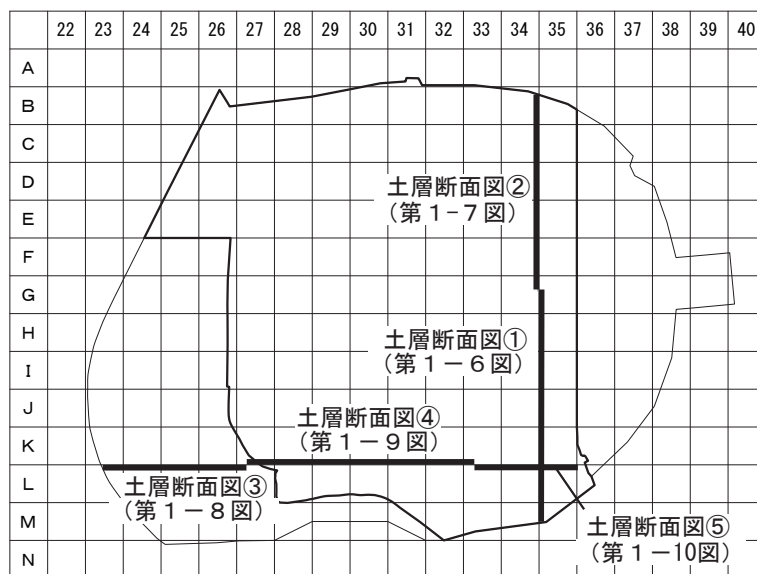 22 23 24 25 26 27 28 29 30 31 32 33 34 35 36 37 38 39 40
A
B
C
D
土層断面図②
(第1-7図)
E
F
G
H
土層断面図①
(第1-6図)
I
J
土層断面図④
(第1-9図)
K
L
土層断面図③
(第1-8図)
M
土層断面図⑤
(第1-10図)
N